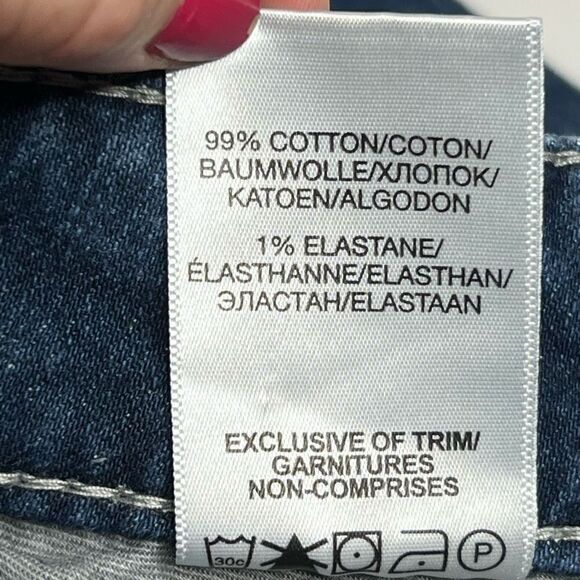 99% COTTON/COTON/
BAUMWOLLE/ХЛОПОК/
KATOEN/ALGODON
1% ELASTANE/
ÉLASTHANNE/ELASTHAN/
ЭЛАСТАН/ELASTAAN
EXCLUSIVE OF TRIM/
GARNITURES
NON-COMPRISES
30c P